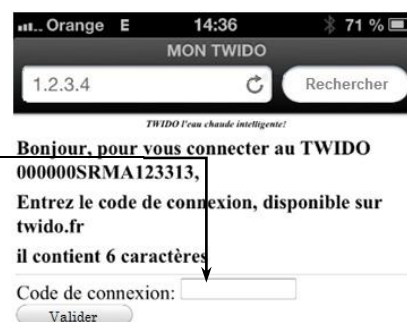 Orange E 14:36 71 %
MON TWIDO
1.2.3.4 Rechercher
TWIDO l'eau chaude intelligente!
Bonjour, pour vous connecter au TWIDO
000000SRMA123313,
Entrez le code de connexion, disponible sur
twido.fr
il contient 6 caractères
Code de connexion:
Valider